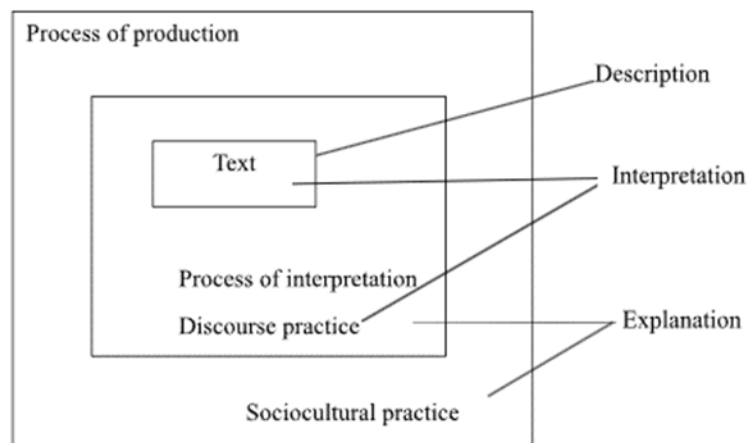 Process of production
Description
Text
Interpretation
Process of interpretation
Discourse practice
Explanation
Sociocultural practice